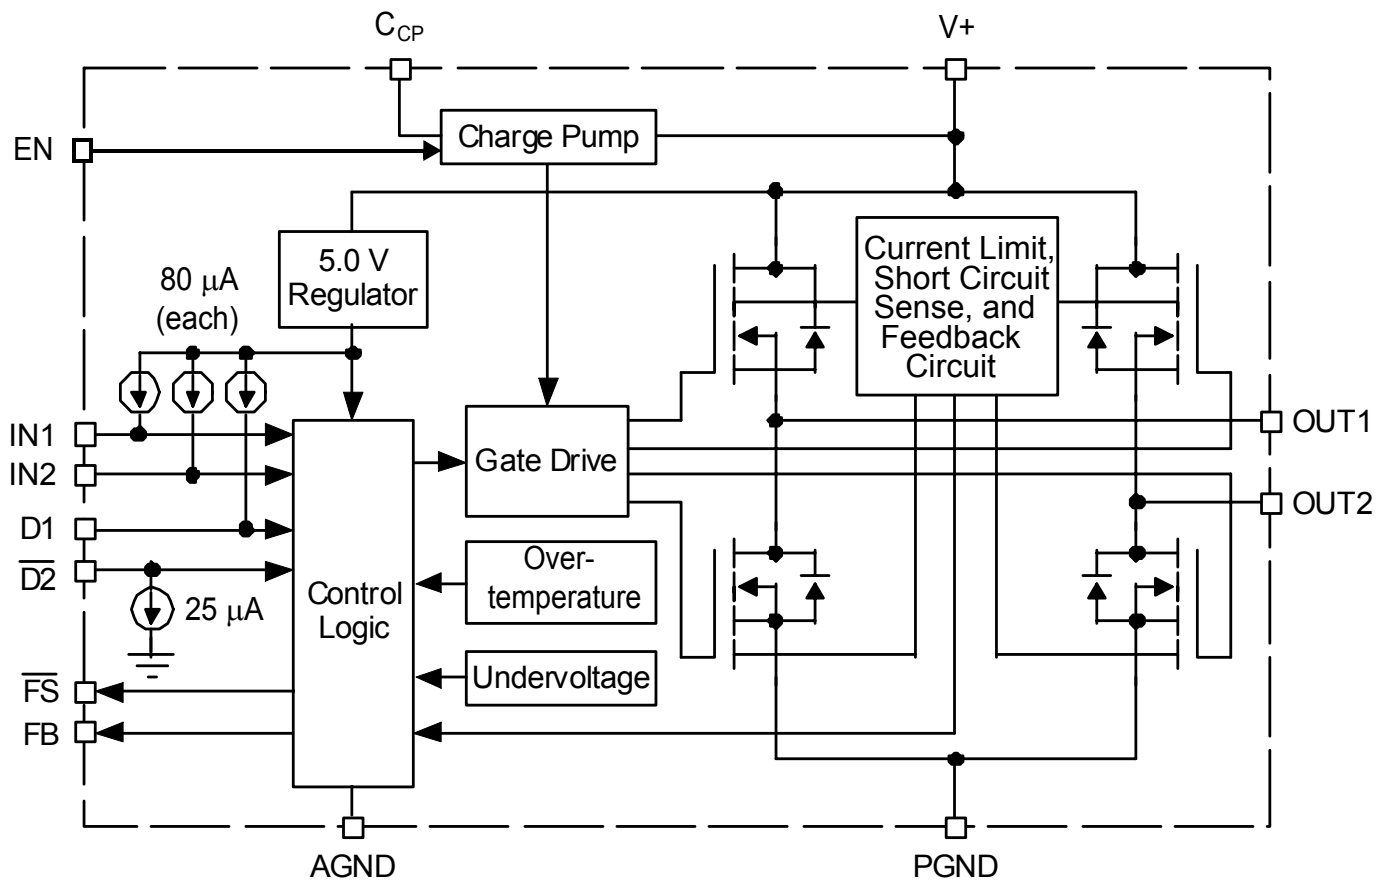 C_CP
V+
EN
Charge Pump
5.0 V
Regulator
80 μA
(each)
Current Limit,
Short Circuit
Sense, and
Feedback
Circuit
IN1
IN2
D1
D2
25 μA
FS
FB
Control
Logic
Gate Drive
Over-
temperature
Undervoltage
OUT1
OUT2
AGND
PGND